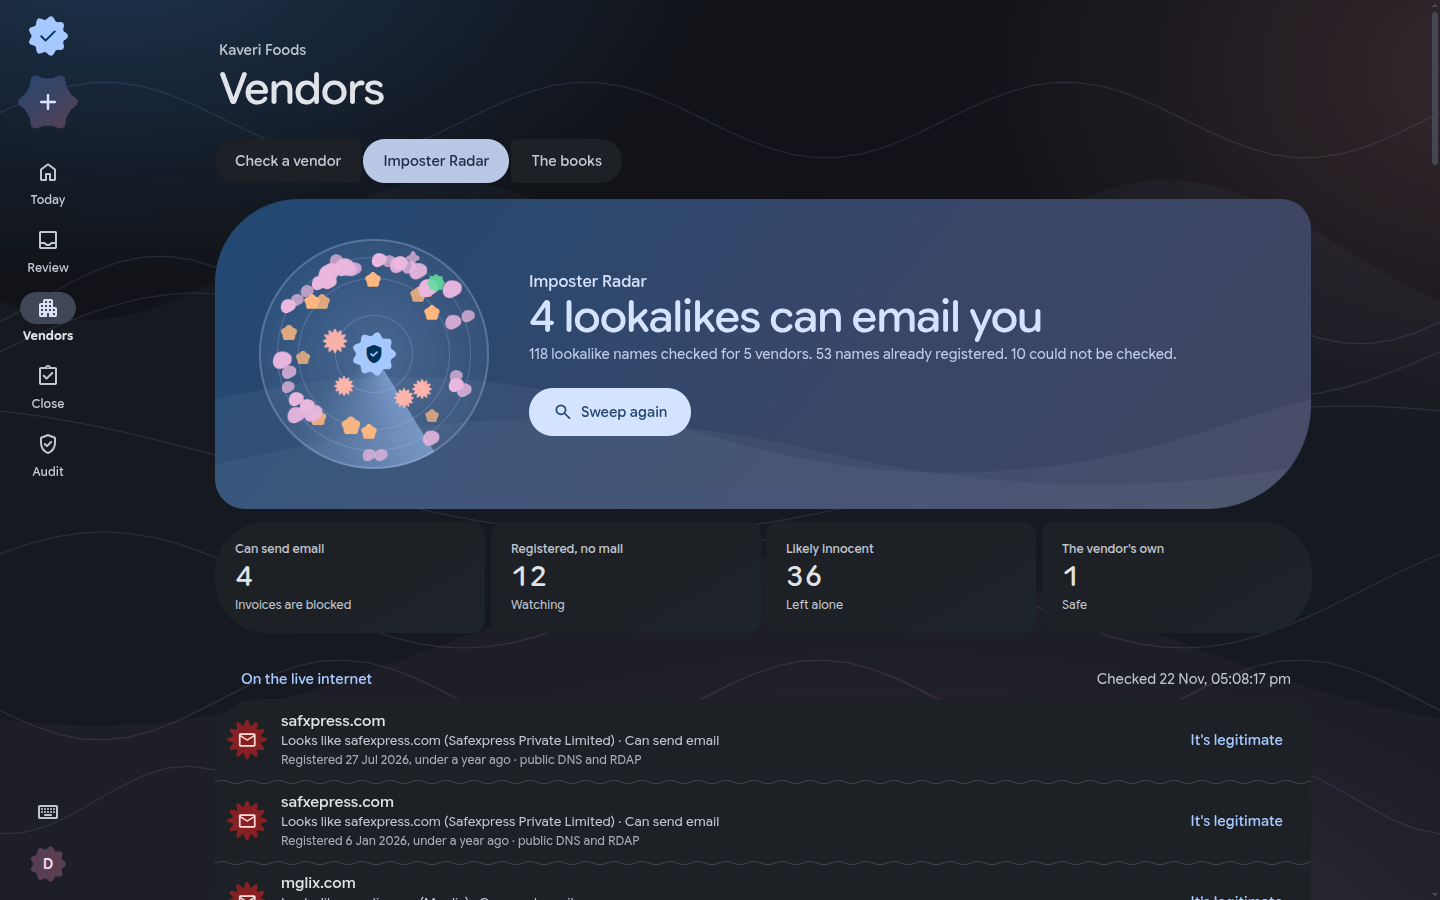 Kaveri Foods
Vendors
Check a vendor
Imposter Radar
The books
Today
Review
Vendors
Close
Audit
D
Imposter Radar
4 lookalikes can email you
118 lookalike names checked for 5 vendors. 53 names already registered. 10 could not be checked.
Sweep again
Can send email
4
Invoices are blocked
Registered, no mail
12
Watching
Likely innocent
36
Left alone
The vendor's own
1
Safe
On the live internet
Checked 22 Nov, 05:08:17 pm
safxpress.com
Looks like safexpress.com (Safexpress Private Limited) · Can send email
Registered 27 Jul 2026, under a year ago · public DNS and RDAP
It's legitimate
safxepress.com
Looks like safexpress.com (Safexpress Private Limited) · Can send email
Registered 6 Jan 2026, under a year ago · public DNS and RDAP
It's legitimate
mglix.com